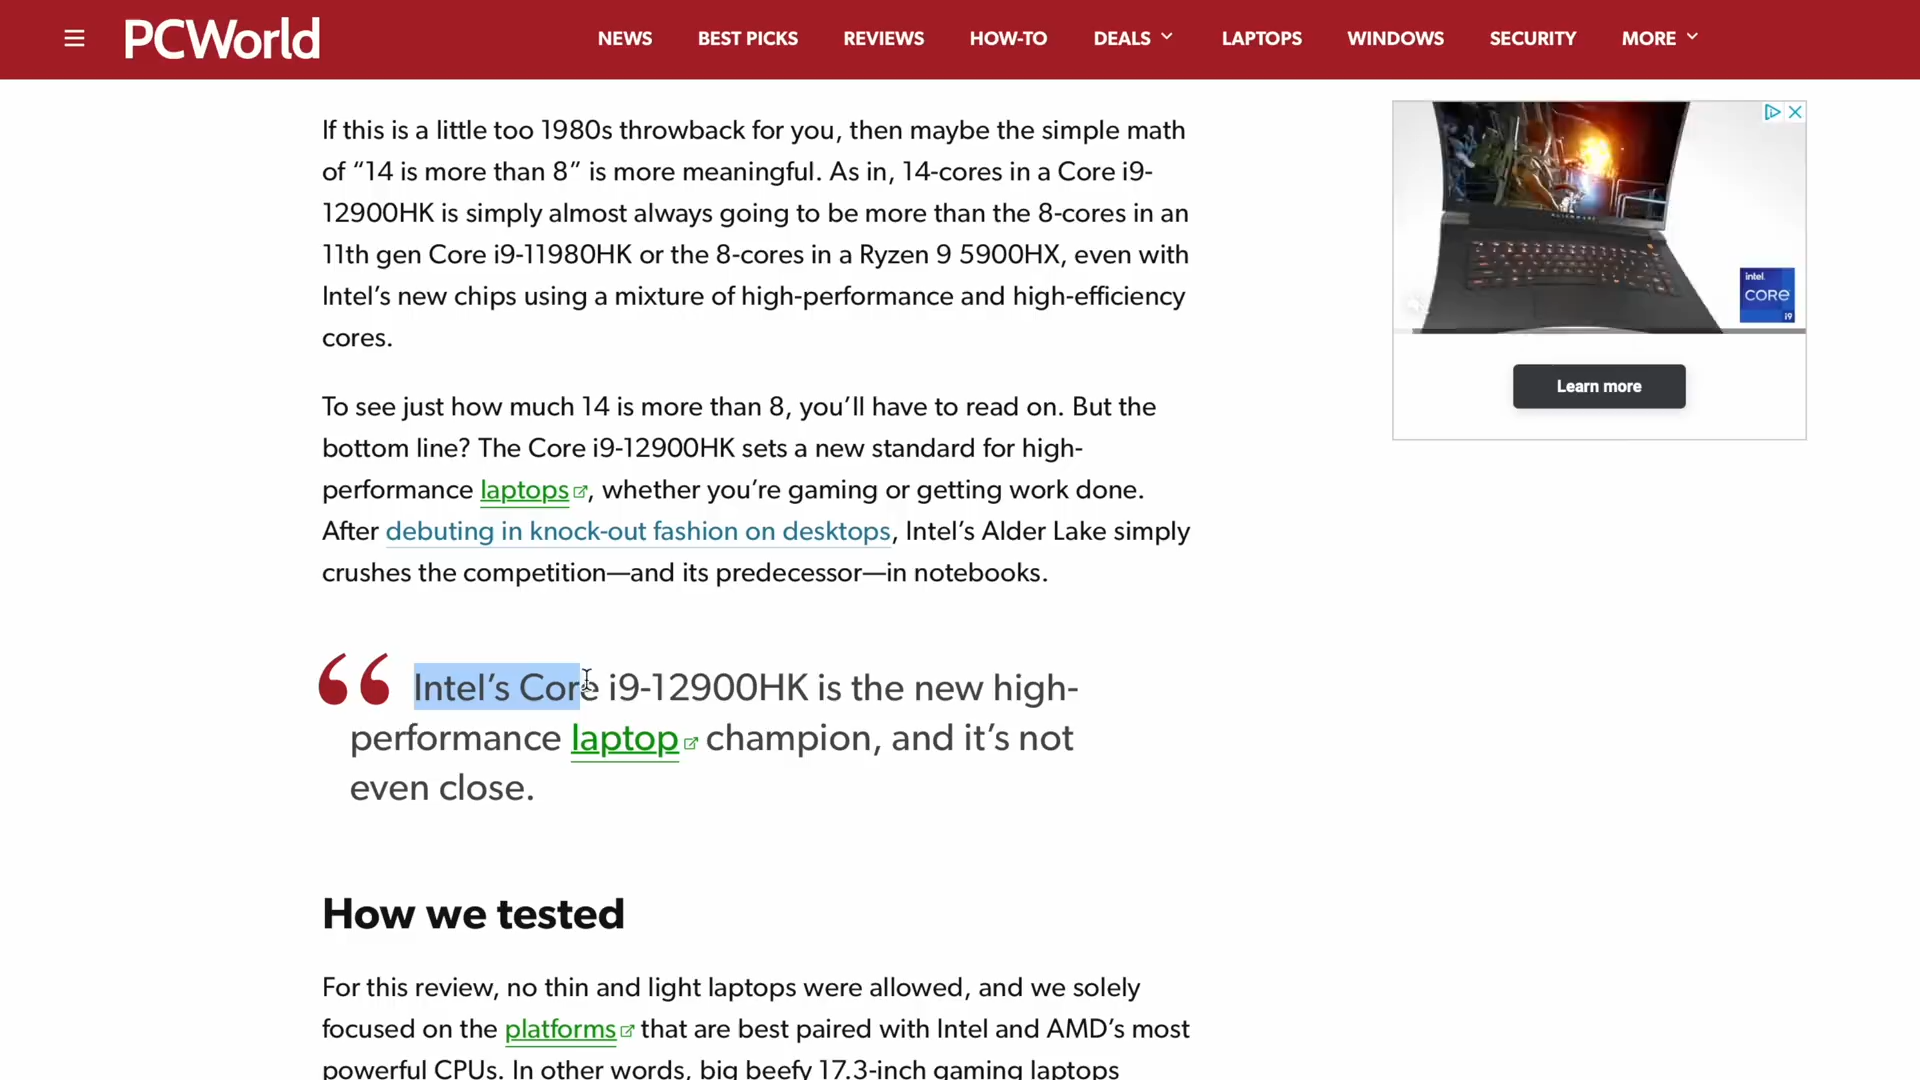 PCWorld
NEWS
BEST PICKS
REVIEWS
HOW-TO
DEALS
LAPTOPS
WINDOWS
SECURITY
MORE
If this is a little too 1980s throwback for you, then maybe the simple math
of “14 is more than 8” is more meaningful. As in, 14-cores in a Core i9-
12900HK is simply almost always going to be more than the 8-cores in an
11th gen Core i9-11980HK or the 8-cores in a Ryzen 9 5900HX, even with
Intel’s new chips using a mixture of high-performance and high-efficiency
cores.
To see just how much 14 is more than 8, you’ll have to read on. But the
bottom line? The Core i9-12900HK sets a new standard for high-
performance laptops, whether you’re gaming or getting work done.
After debuting in knock-out fashion on desktops, Intel’s Alder Lake simply
crushes the competition—and its predecessor—in notebooks.
“ Intel’s Core i9-12900HK is the new high-
performance laptop champion, and it’s not
even close.
How we tested
For this review, no thin and light laptops were allowed, and we solely
focused on the platforms that are best paired with Intel and AMD’s most
powerful CPUs. In other words, big beefy 17.3-inch gaming laptops
ALIENWARE
intel.
CORE
i9
Learn more